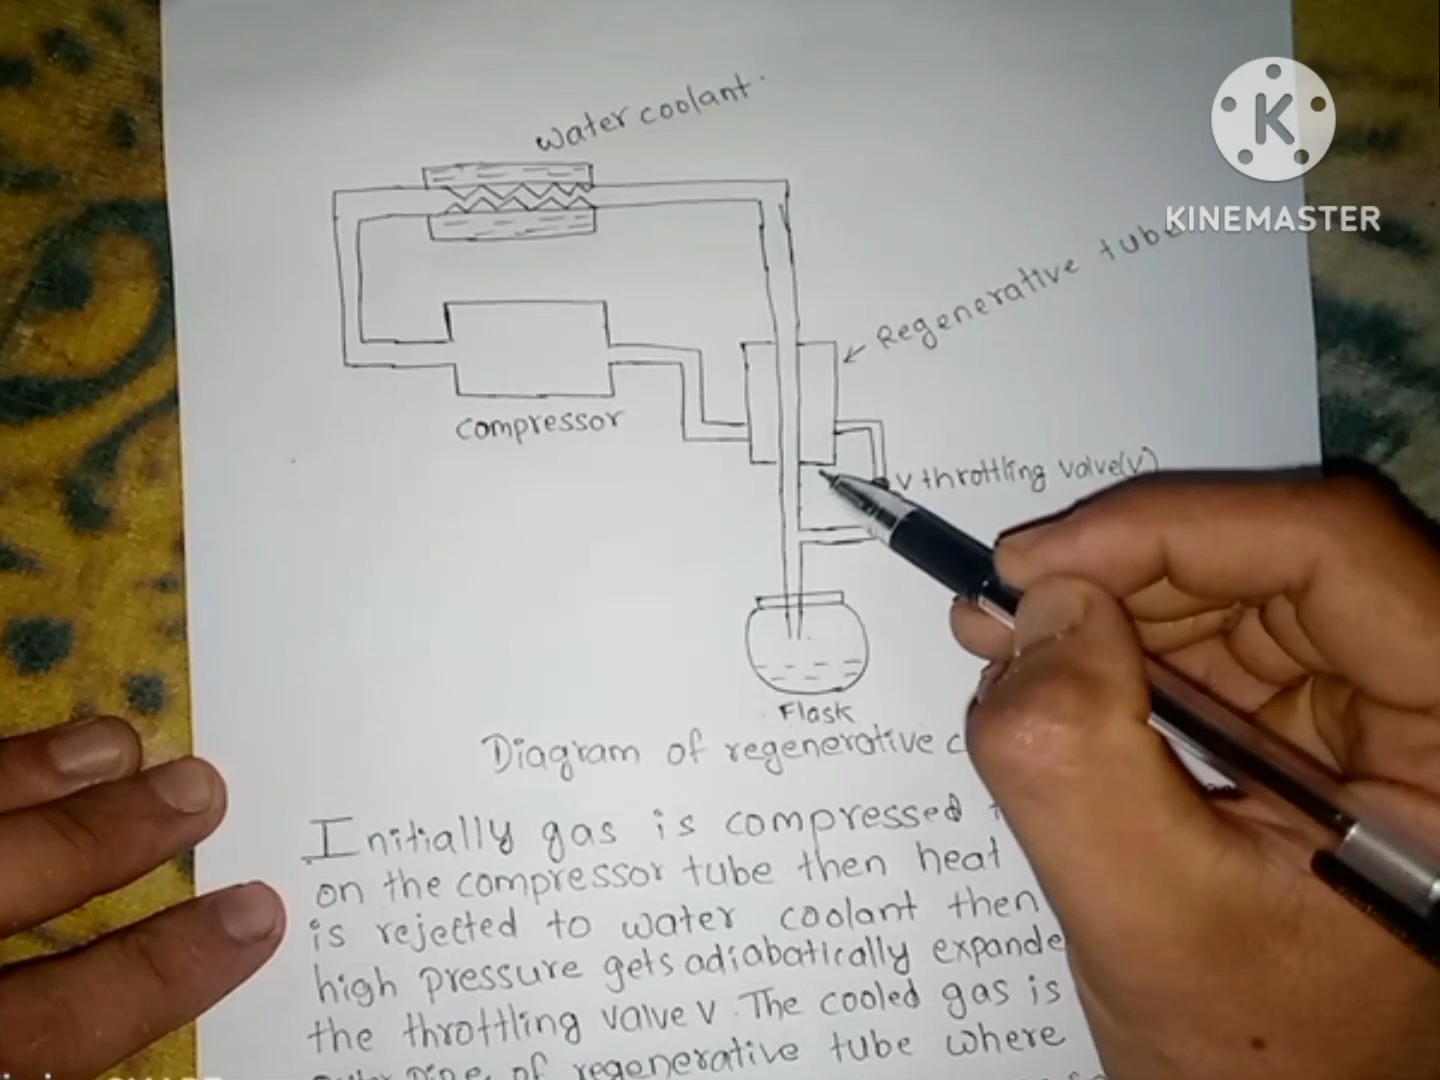 water coolant
KINEMASTER
Regenerative tube
compressor
V throttling valve(V)
Flask
Diagram of regenerative
Initially gas is compressed
on the compressor tube then heat
is rejected to water coolant then
high pressure gets adiabatically expande
the throttling valve V. The cooled gas is
pipe of regenerative tube where